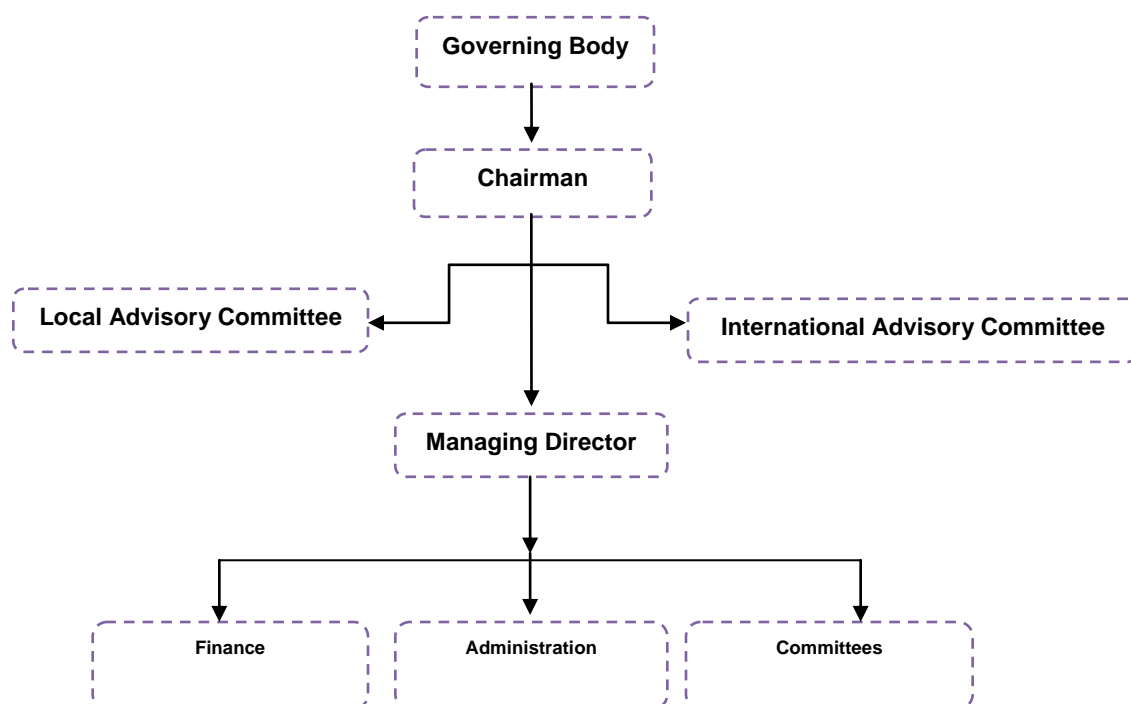 Governing Body
Chairman
Local Advisory Committee
International Advisory Committee
Managing Director
Finance
Administration
Committees